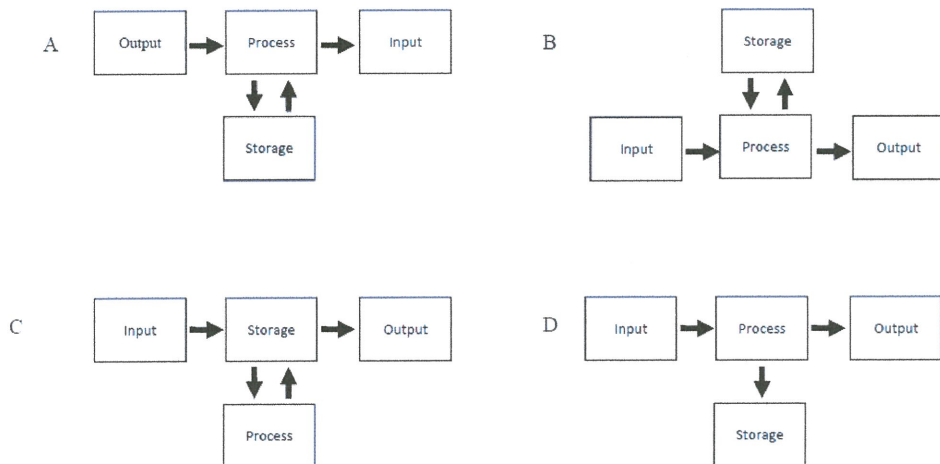 A
Output
Process
Input
Storage
B
Storage
Input
Process
Output
C
Input
Storage
Output
Process
D
Input
Process
Output
Storage